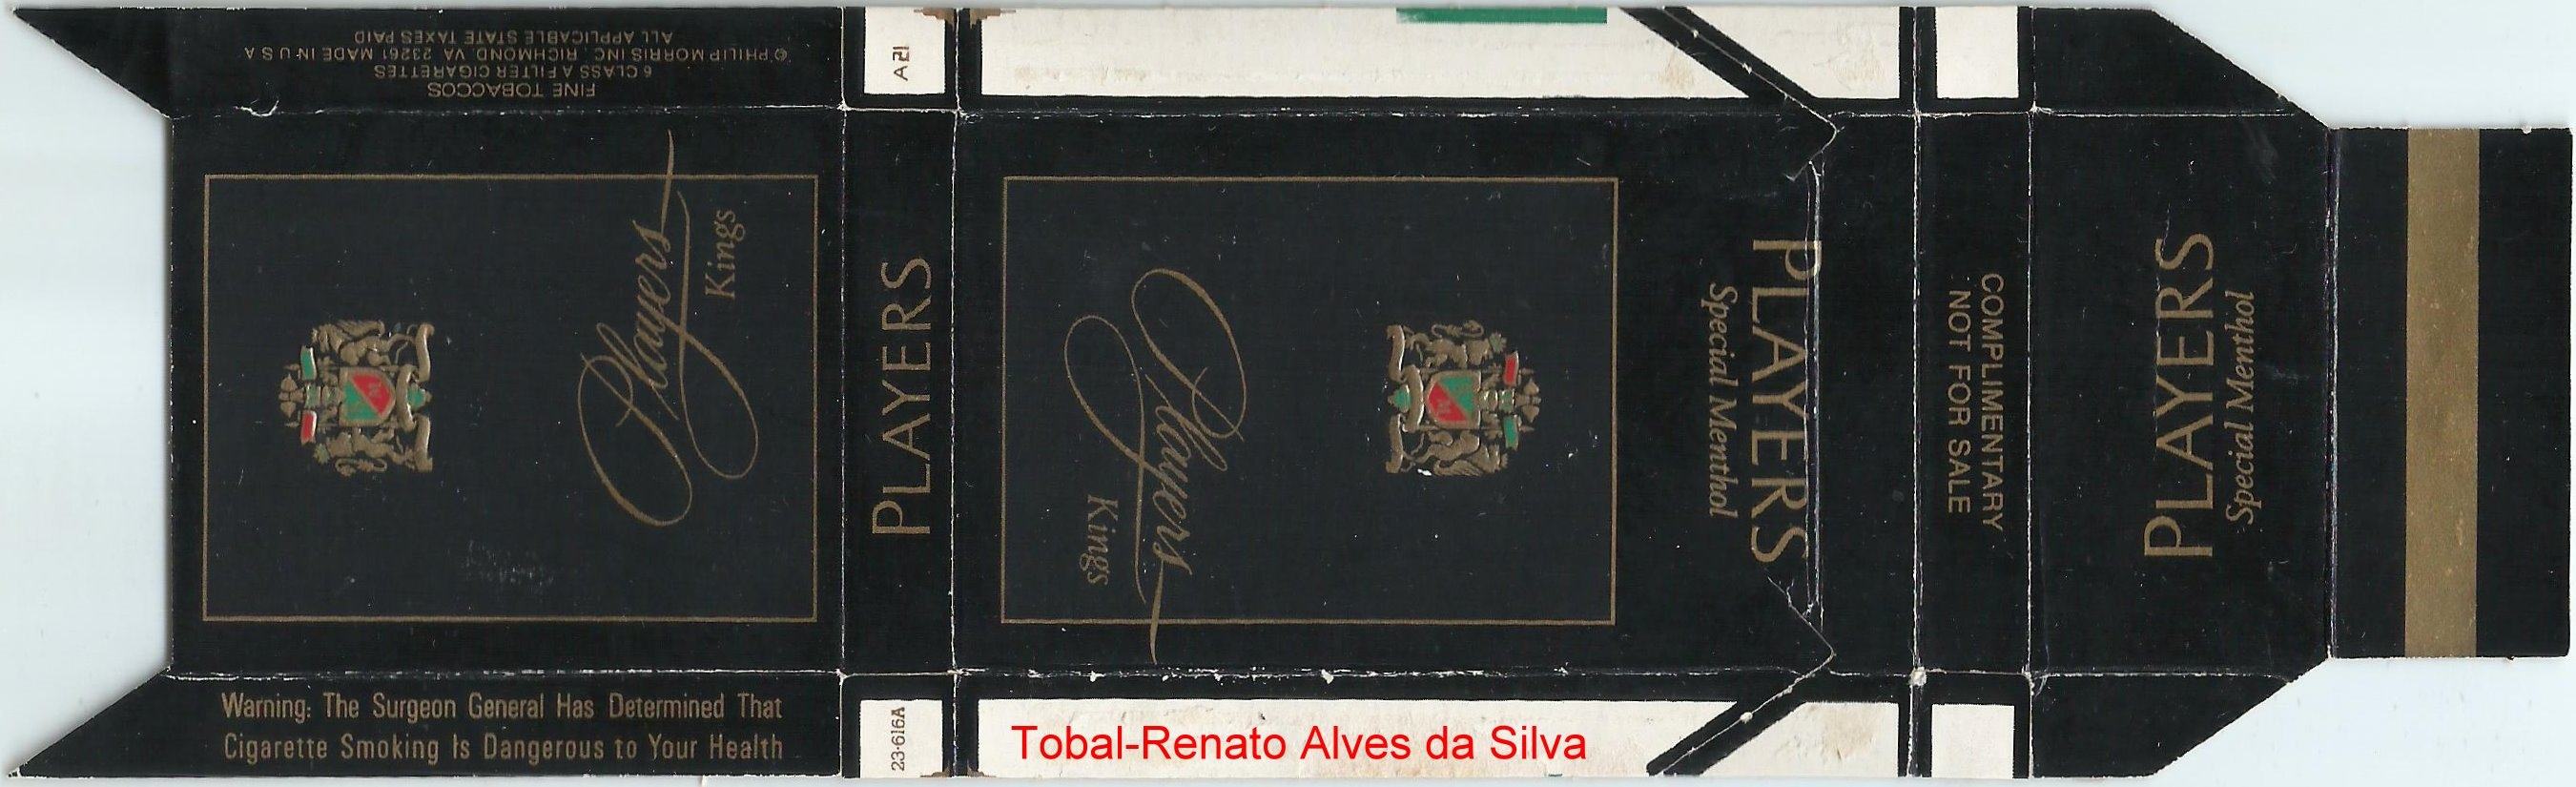 FINE TOBACCOS
6 CLASS A FILTER CIGARETTES
© PHILIP MORRIS INC. RICHMOND, VA 23261 MADE IN U S A
ALL APPLICABLE STATE TAXES PAID
Players
Kings
Warning: The Surgeon General Has Determined That
Cigarette Smoking Is Dangerous to Your Health
A21
PLAYERS
23-616A
Players
Kings
PLAYERS
Special Menthol
COMPLIMENTARY
NOT FOR SALE
PLAYERS
Special Menthol
Tobal-Renato Alves da Silva